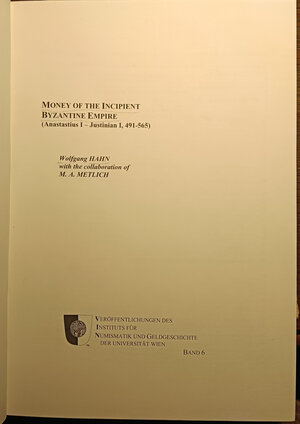 MONEY OF THE INCIPIENT
BYZANTINE EMPIRE
(Anastastius I – Justinian I, 491-565)
Wolfgang HAHN
with the collaboration of
M. A. METLICH
VERÖFFENTLICHUNGEN DES
INSTITUTS FÜR
NUMISMATIK UND GELDGESCHICHTE
DER UNIVERSITÄT WIEN
BAND 6